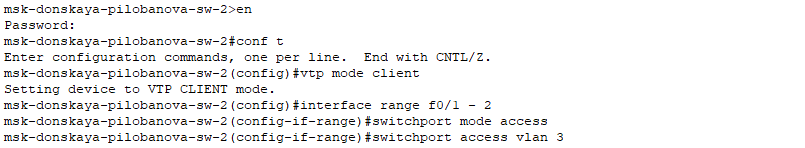 msk-donskaya-pilobanova-sw-2>en
Password:
msk-donskaya-pilobanova-sw-2#conf t
Enter configuration commands, one per line.  End with CNTL/Z.
msk-donskaya-pilobanova-sw-2(config)#vtp mode client
Setting device to VTP CLIENT mode.
msk-donskaya-pilobanova-sw-2(config)#interface range f0/1 - 2
msk-donskaya-pilobanova-sw-2(config-if-range)#switchport mode access
msk-donskaya-pilobanova-sw-2(config-if-range)#switchport access vlan 3